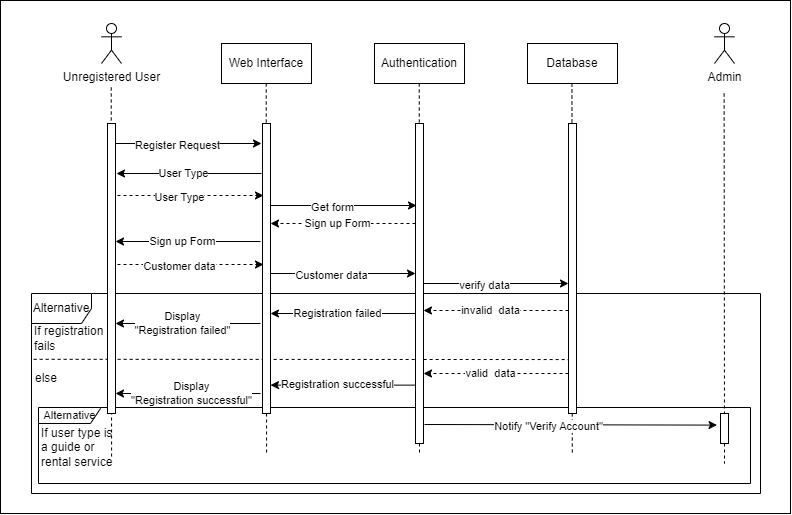 Unregistered User
Web Interface
Authentication
Database
Admin
Register Request
User Type
User Type
Get form
Sign up Form
Sign up Form
Customer data
Customer data
verify data
Alternative
invalid data
Registration failed
Display
"Registration failed"
If registration
fails
else
valid data
Registration successful
Display
"Registration successful"
Alternative
Notify "Verify Account"
If user type is
a guide or
rental service